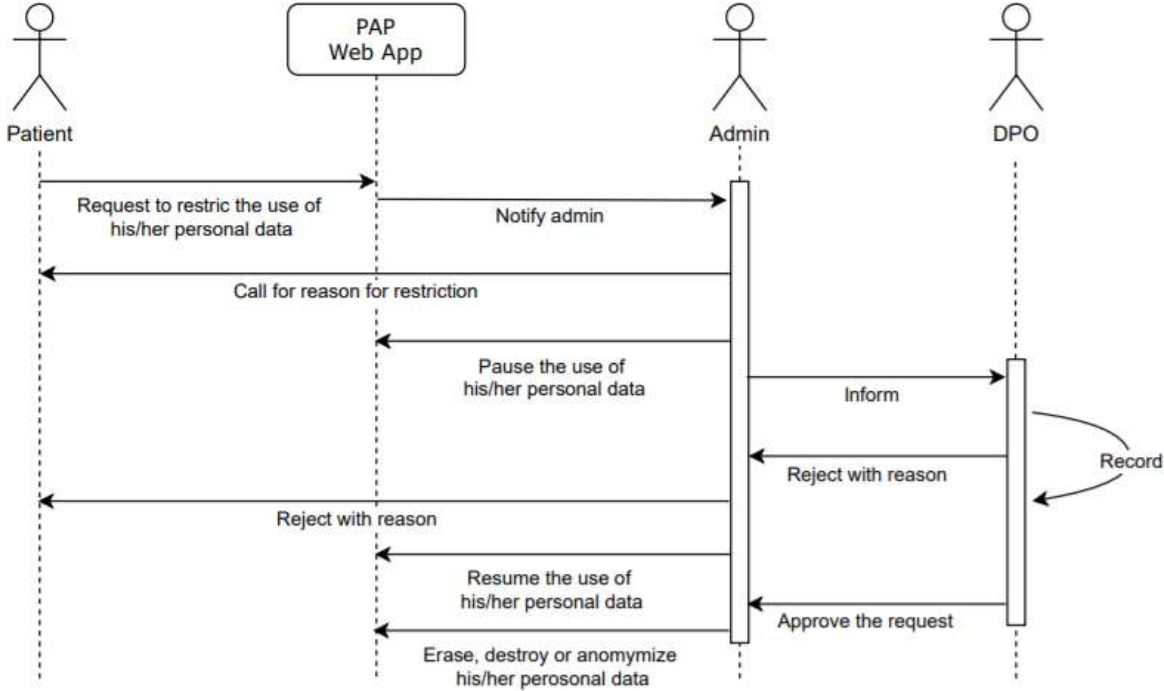 PAP
Web App
Patient
Admin
DPO
Request to restric the use of
his/her personal data
Notify admin
Call for reason for restriction
Pause the use of
his/her personal data
Inform
Record
Reject with reason
Reject with reason
Resume the use of
his/her personal data
Approve the request
Erase, destroy or anomymize
his/her perosonal data